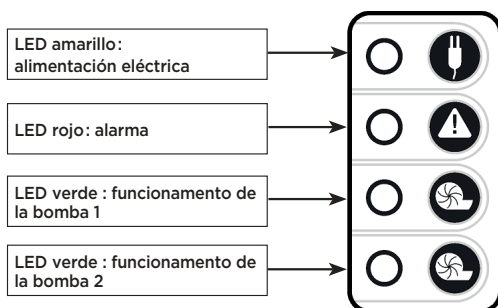 LED amarillo:
alimentación eléctrica
LED rojo: alarma
LED verde : funcionamento de
la bomba 1
LED verde : funcionamento de
la bomba 2